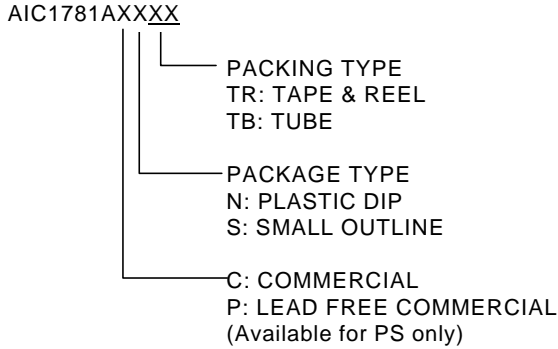 AIC1781AXXXX
PACKING TYPE
TR: TAPE & REEL
TB: TUBE
PACKAGE TYPE
N: PLASTIC DIP
S: SMALL OUTLINE
C: COMMERCIAL
P: LEAD FREE COMMERCIAL
(Available for PS only)